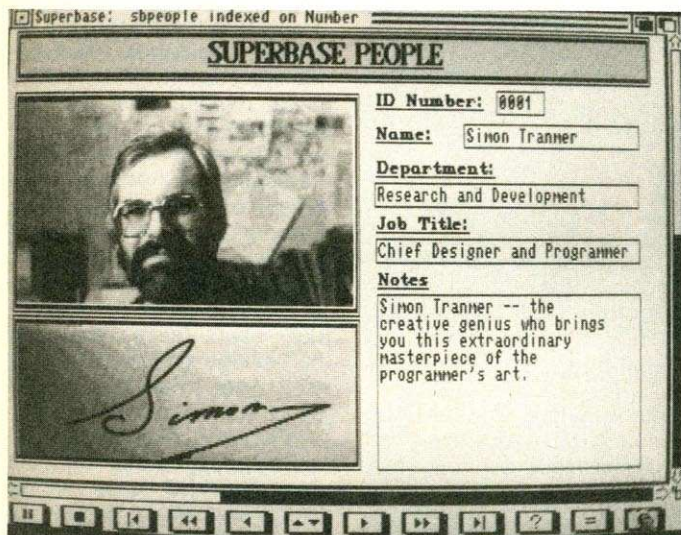 Superbase: sbpeople indexed on Number
SUPERBASE PEOPLE
ID Number: 0001
Name: Simon Tranmer
Department:
Research and Development
Job Title:
Chief Designer and Programmer
Notes
Simon Tranmer -- the
creative genius who brings
you this extraordinary
masterpiece of the
programmer's art.
Simon
? =